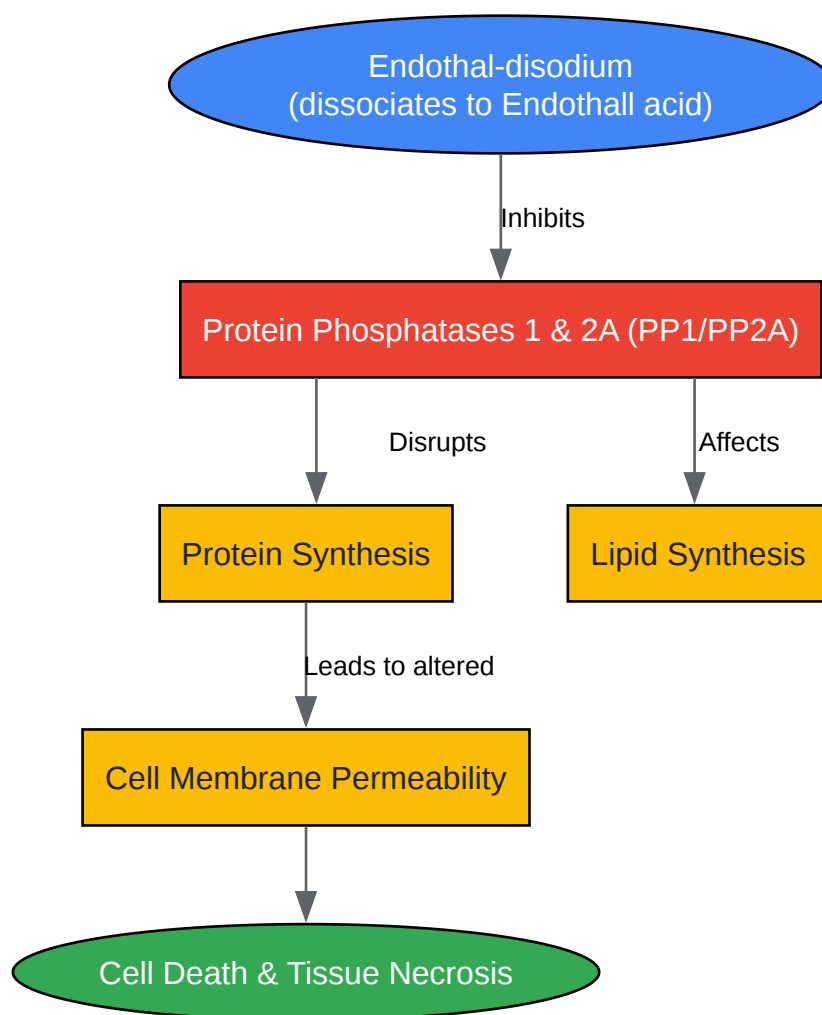 Endothal-disodium
(dissociates to Endothall acid)
Inhibits
Protein Phosphatases 1 & 2A (PP1/PP2A)
Disrupts
Affects
Protein Synthesis
Lipid Synthesis
Leads to altered
Cell Membrane Permeability
Cell Death & Tissue Necrosis